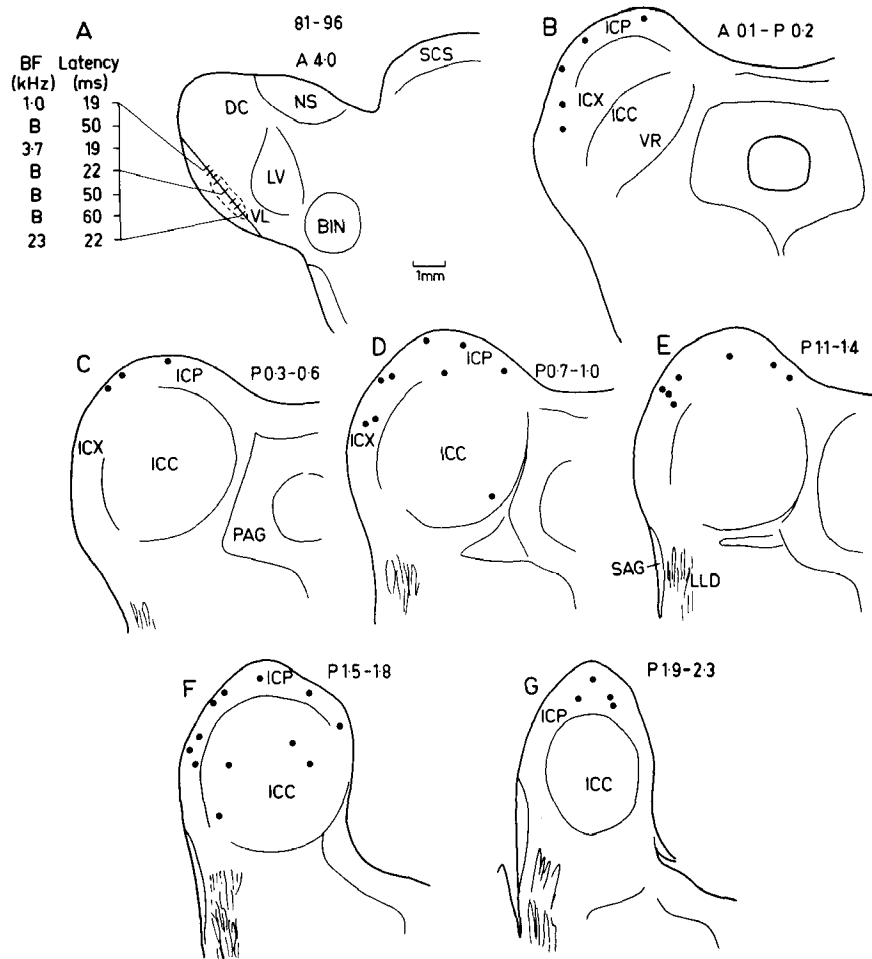 A
81-96
A 4·0
BF Latency
(kHz) (ms)
1·0 19
B 50
3·7 19
B 22
B 50
B 60
23 22
SCS
DC
NS
LV
VL
BIN
1mm
B
A 0·1 - P 0·2
ICP
ICX
ICC
VR
C
P 0·3-0·6
ICP
ICX
ICC
PAG
D
P0·7-1·0
ICP
ICX
ICC
E
P 1·1-1·4
SAG
LLD
F
P 1·5-1·8
ICP
ICC
G
P 1·9-2·3
ICP
ICC